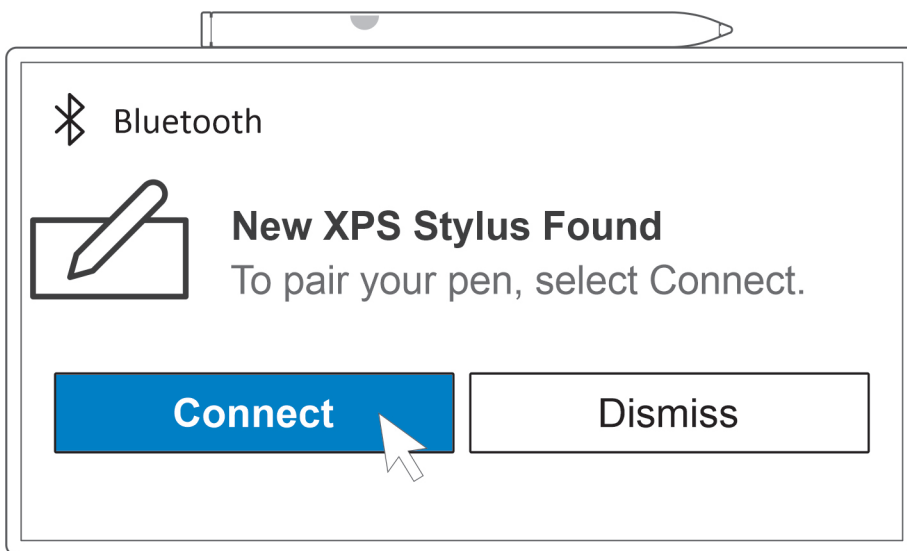 Bluetooth
New XPS Stylus Found
To pair your pen, select Connect.
Connect
Dismiss